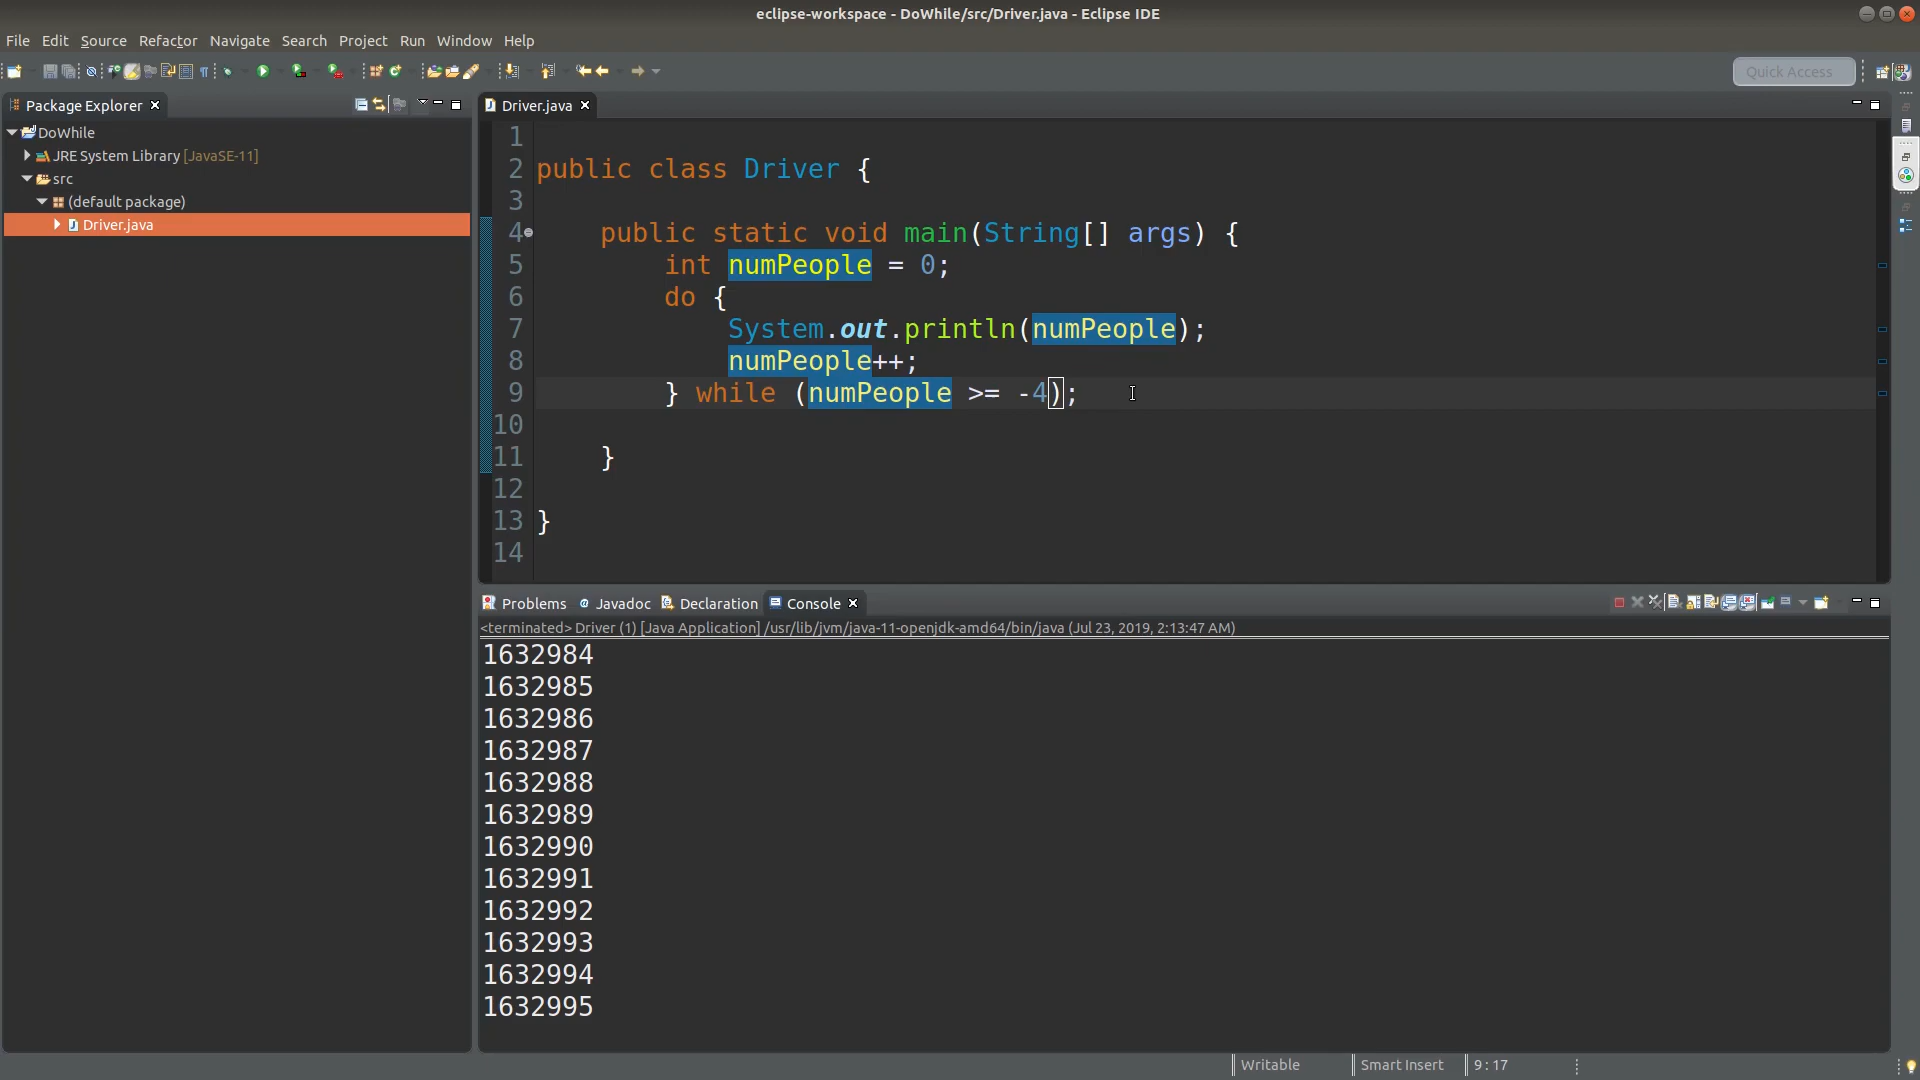 eclipse-workspace - DoWhile/src/Driver.java - Eclipse IDE
File Edit Source Refactor Navigate Search Project Run Window Help
Quick Access
Package Explorer
DoWhile
JRE System Library [JavaSE-11]
src
(default package)
Driver.java
Driver.java
1
2 public class Driver {
3
4 public static void main(String[] args) {
5 int numPeople = 0;
6 do {
7 System.out.println(numPeople);
8 numPeople++;
9 } while (numPeople >= -4);
10
11 }
12
13 }
14
Problems Javadoc Declaration Console
<terminated> Driver (1) [Java Application] /usr/lib/jvm/java-11-openjdk-amd64/bin/java (Jul 23, 2019, 2:13:47 AM)
1632984
1632985
1632986
1632987
1632988
1632989
1632990
1632991
1632992
1632993
1632994
1632995
Writable Smart Insert 9 : 17